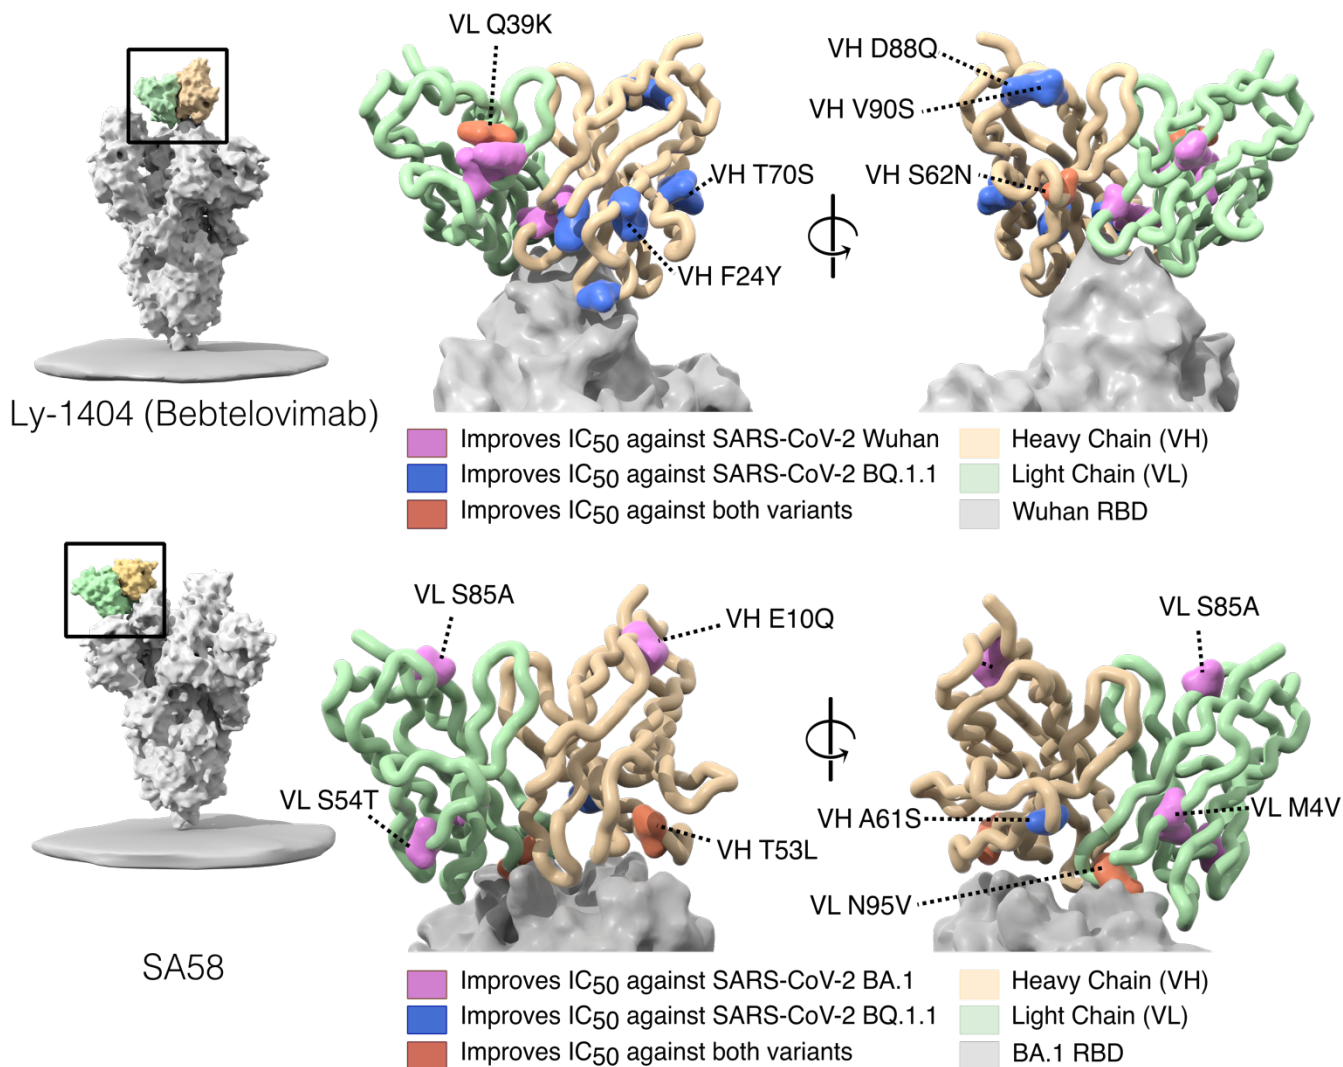 VL Q39K
VH D88Q
VH V90S
VH T70S
VH S62N
VH F24Y
Ly-1404 (Bebtelovimab)
Improves IC50 against SARS-CoV-2 Wuhan
Heavy Chain (VH)
Improves IC50 against SARS-CoV-2 BQ.1.1
Light Chain (VL)
Improves IC50 against both variants
Wuhan RBD
VL S85A
VH E10Q
VL S85A
VL S54T
VH T53L
VH A61S
VL M4V
VL N95V
SA58
Improves IC50 against SARS-CoV-2 BA.1
Heavy Chain (VH)
Improves IC50 against SARS-CoV-2 BQ.1.1
Light Chain (VL)
Improves IC50 against both variants
BA.1 RBD